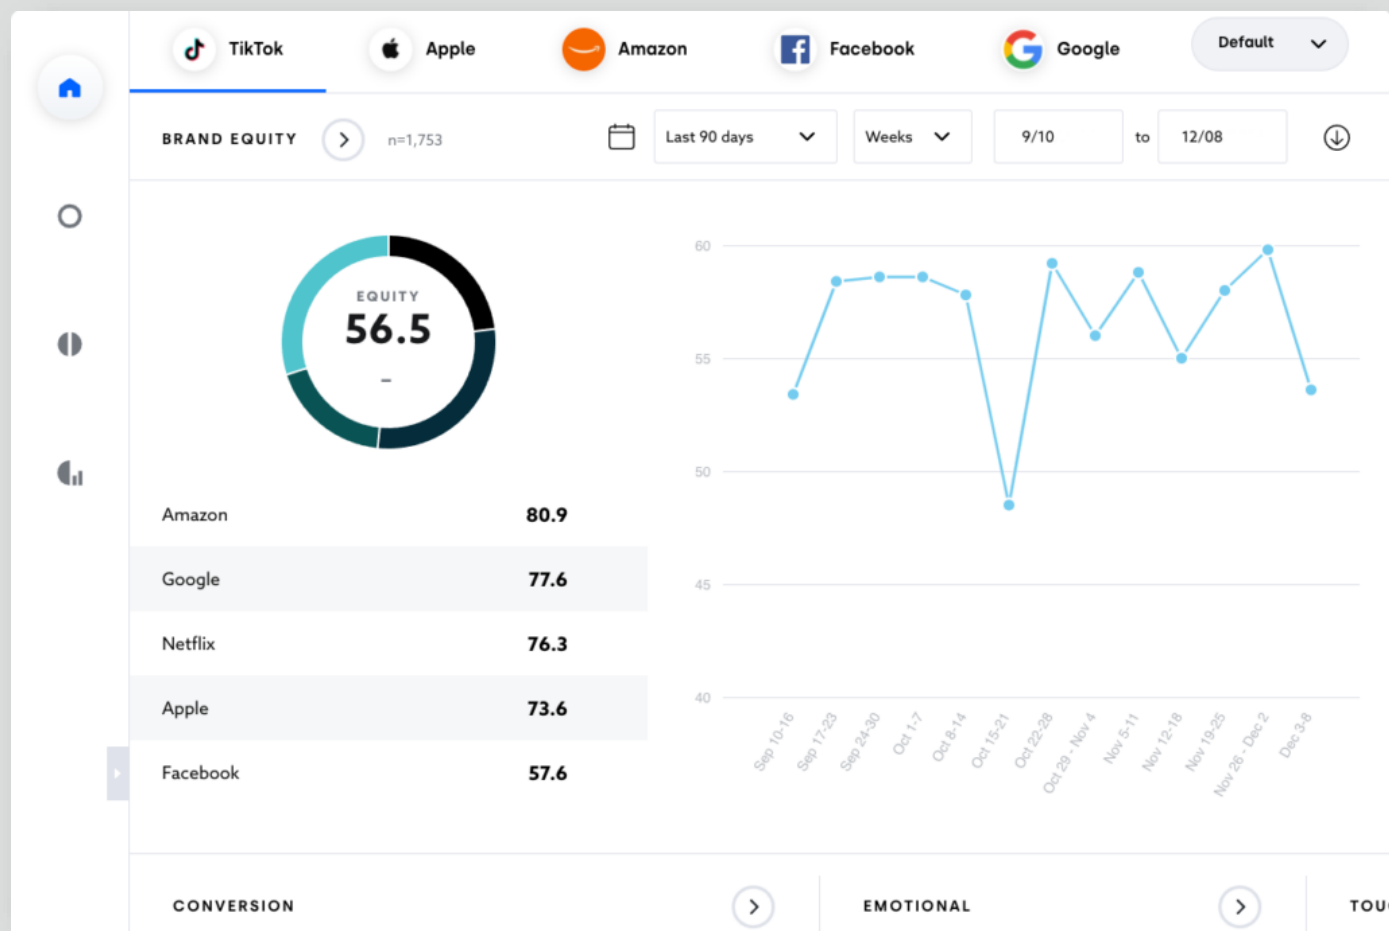 TikTok
Apple
Amazon
Facebook
Google
Default
BRAND EQUITY
n=1,753
Last 90 days
Weeks
9/10
to
12/08
EQUITY
56.5
–
Amazon 80.9
Google 77.6
Netflix 76.3
Apple 73.6
Facebook 57.6
60
55
50
45
40
Sep 10-16
Sep 17-23
Sep 24-30
Oct 1-7
Oct 8-14
Oct 15-21
Oct 22-28
Oct 29 - Nov 4
Nov 5-11
Nov 12-18
Nov 19-25
Nov 26 - Dec 2
Dec 3-8
CONVERSION
EMOTIONAL
TOU